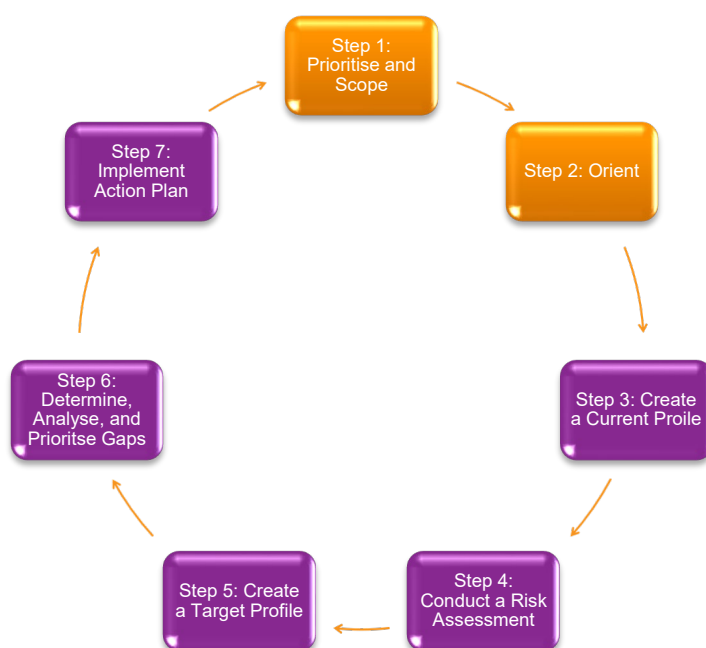 Step 1:
Prioritise and
Scope
Step 2: Orient
Step 3: Create
a Current Proile
Step 4:
Conduct a Risk
Assessment
Step 5: Create
a Target Profile
Step 6:
Determine,
Analyse, and
Prioritse Gaps
Step 7:
Implement
Action Plan